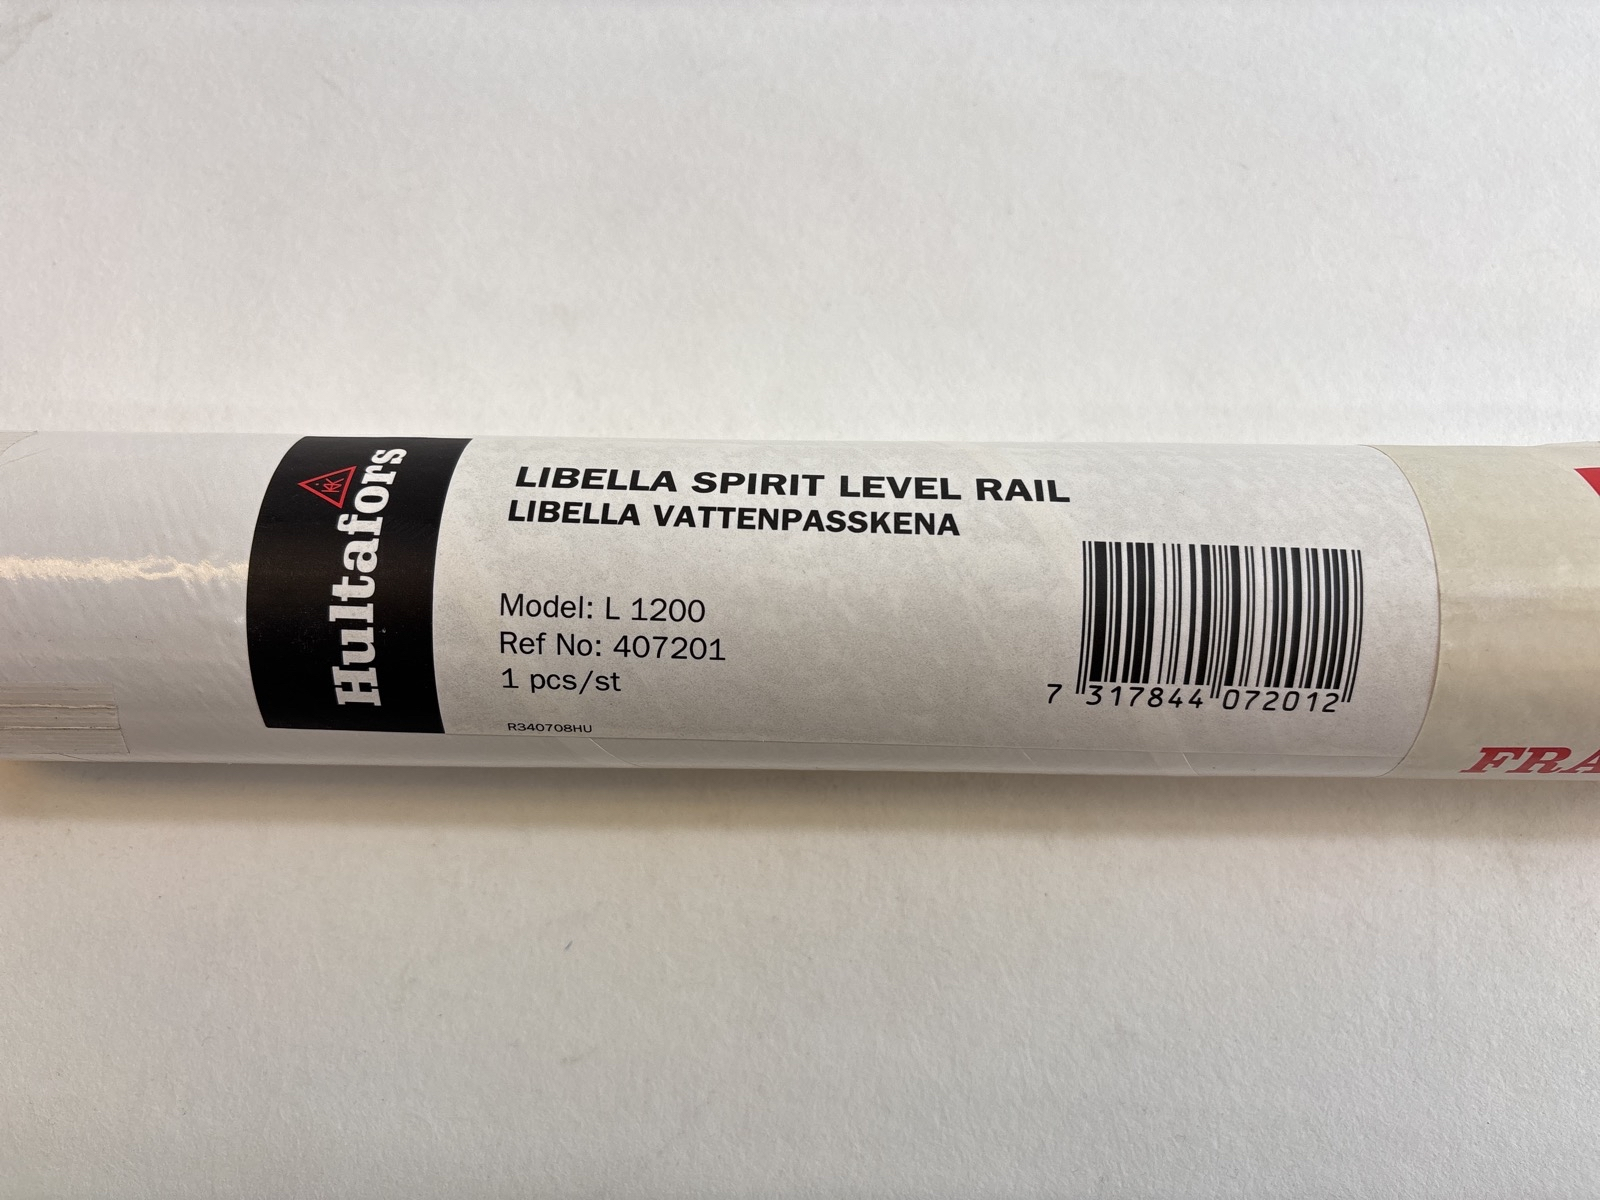 Hultafors
LIBELLA SPIRIT LEVEL RAIL
LIBELLA VATTENPASSKENA
Model: L 1200
Ref No: 407201
1 pcs/st
R340708HU
7 317844 072012